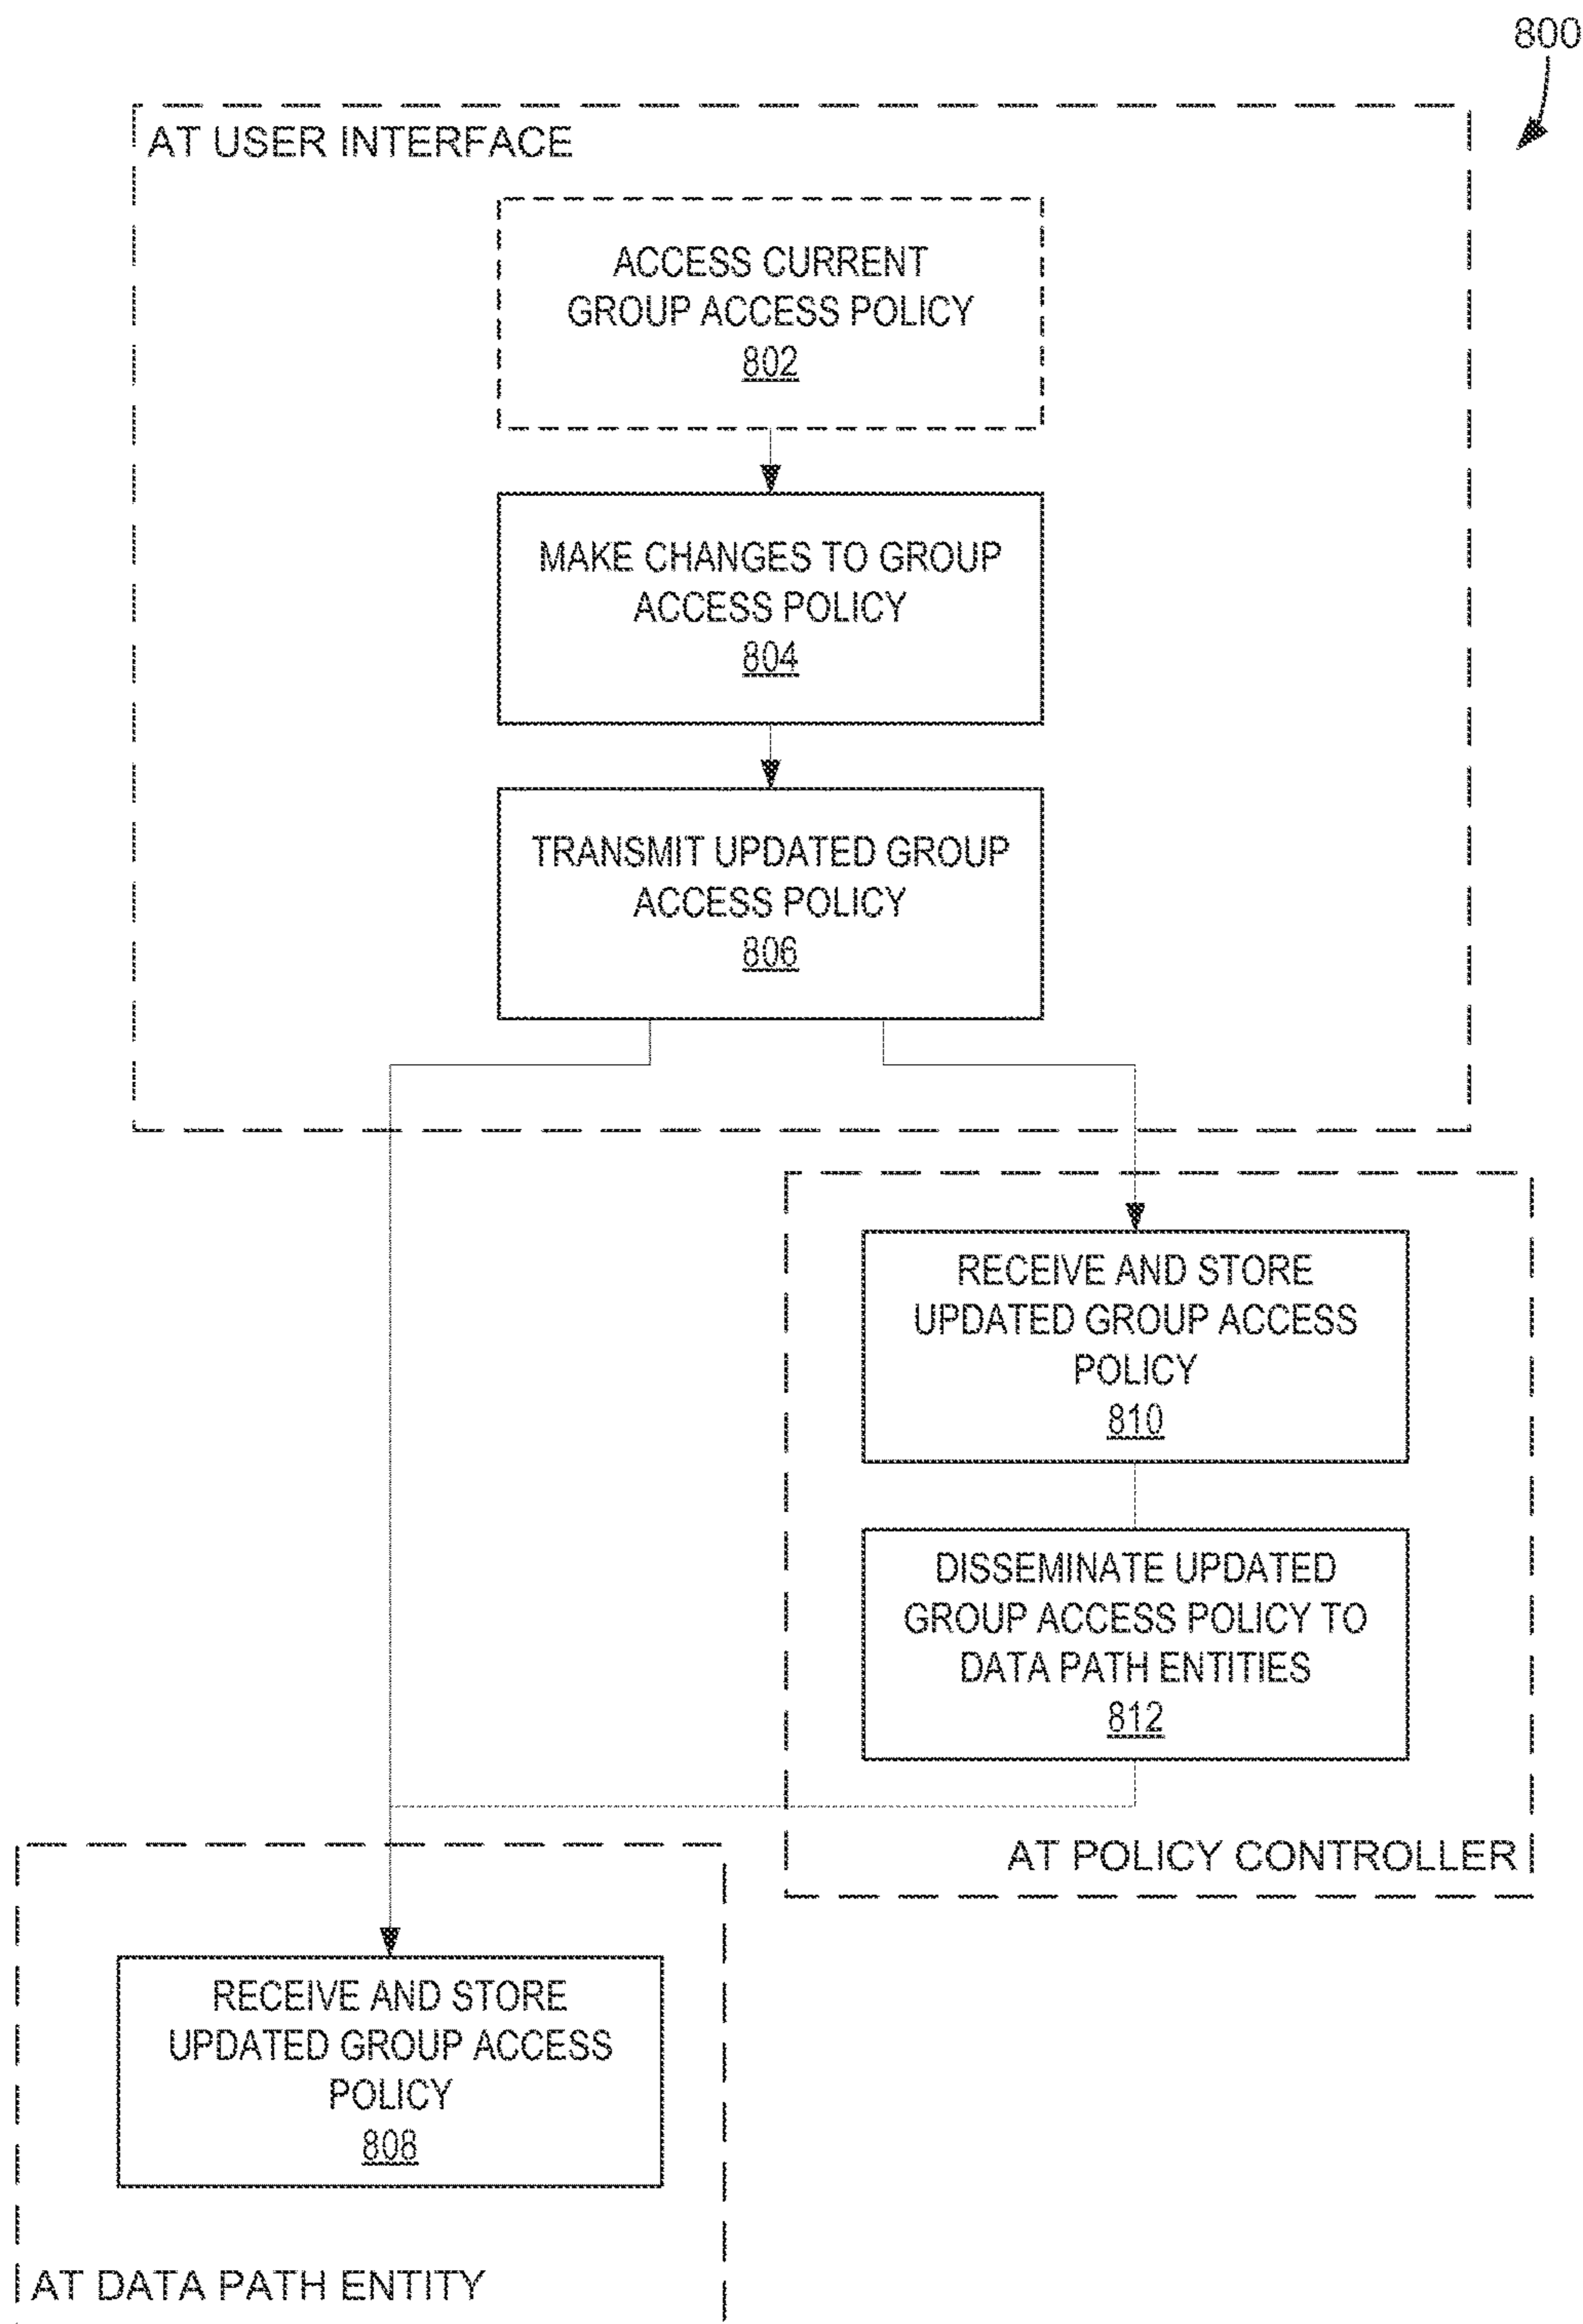 800
AT USER INTERFACE
ACCESS CURRENT
GROUP ACCESS POLICY
802
MAKE CHANGES TO GROUP
ACCESS POLICY
804
TRANSMIT UPDATED GROUP
ACCESS POLICY
806
RECEIVE AND STORE
UPDATED GROUP ACCESS
POLICY
810
DISSEMINATE UPDATED
GROUP ACCESS POLICY TO
DATA PATH ENTITIES
812
AT POLICY CONTROLLER
RECEIVE AND STORE
UPDATED GROUP ACCESS
POLICY
808
AT DATA PATH ENTITY